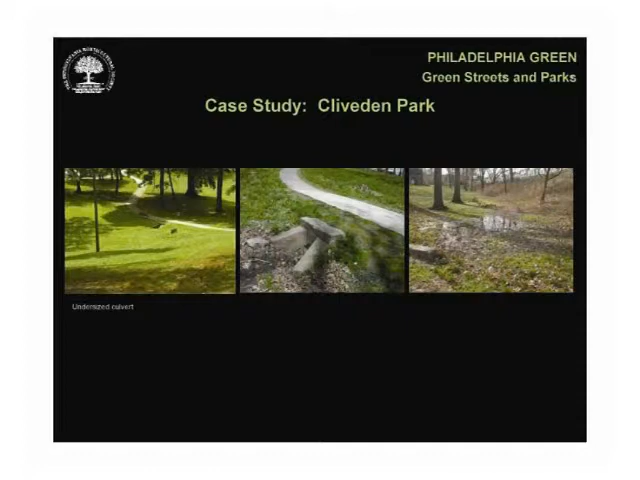 PHILADELPHIA GREEN
Green Streets and Parks
Case Study: Cliveden Park
Undersized culvert